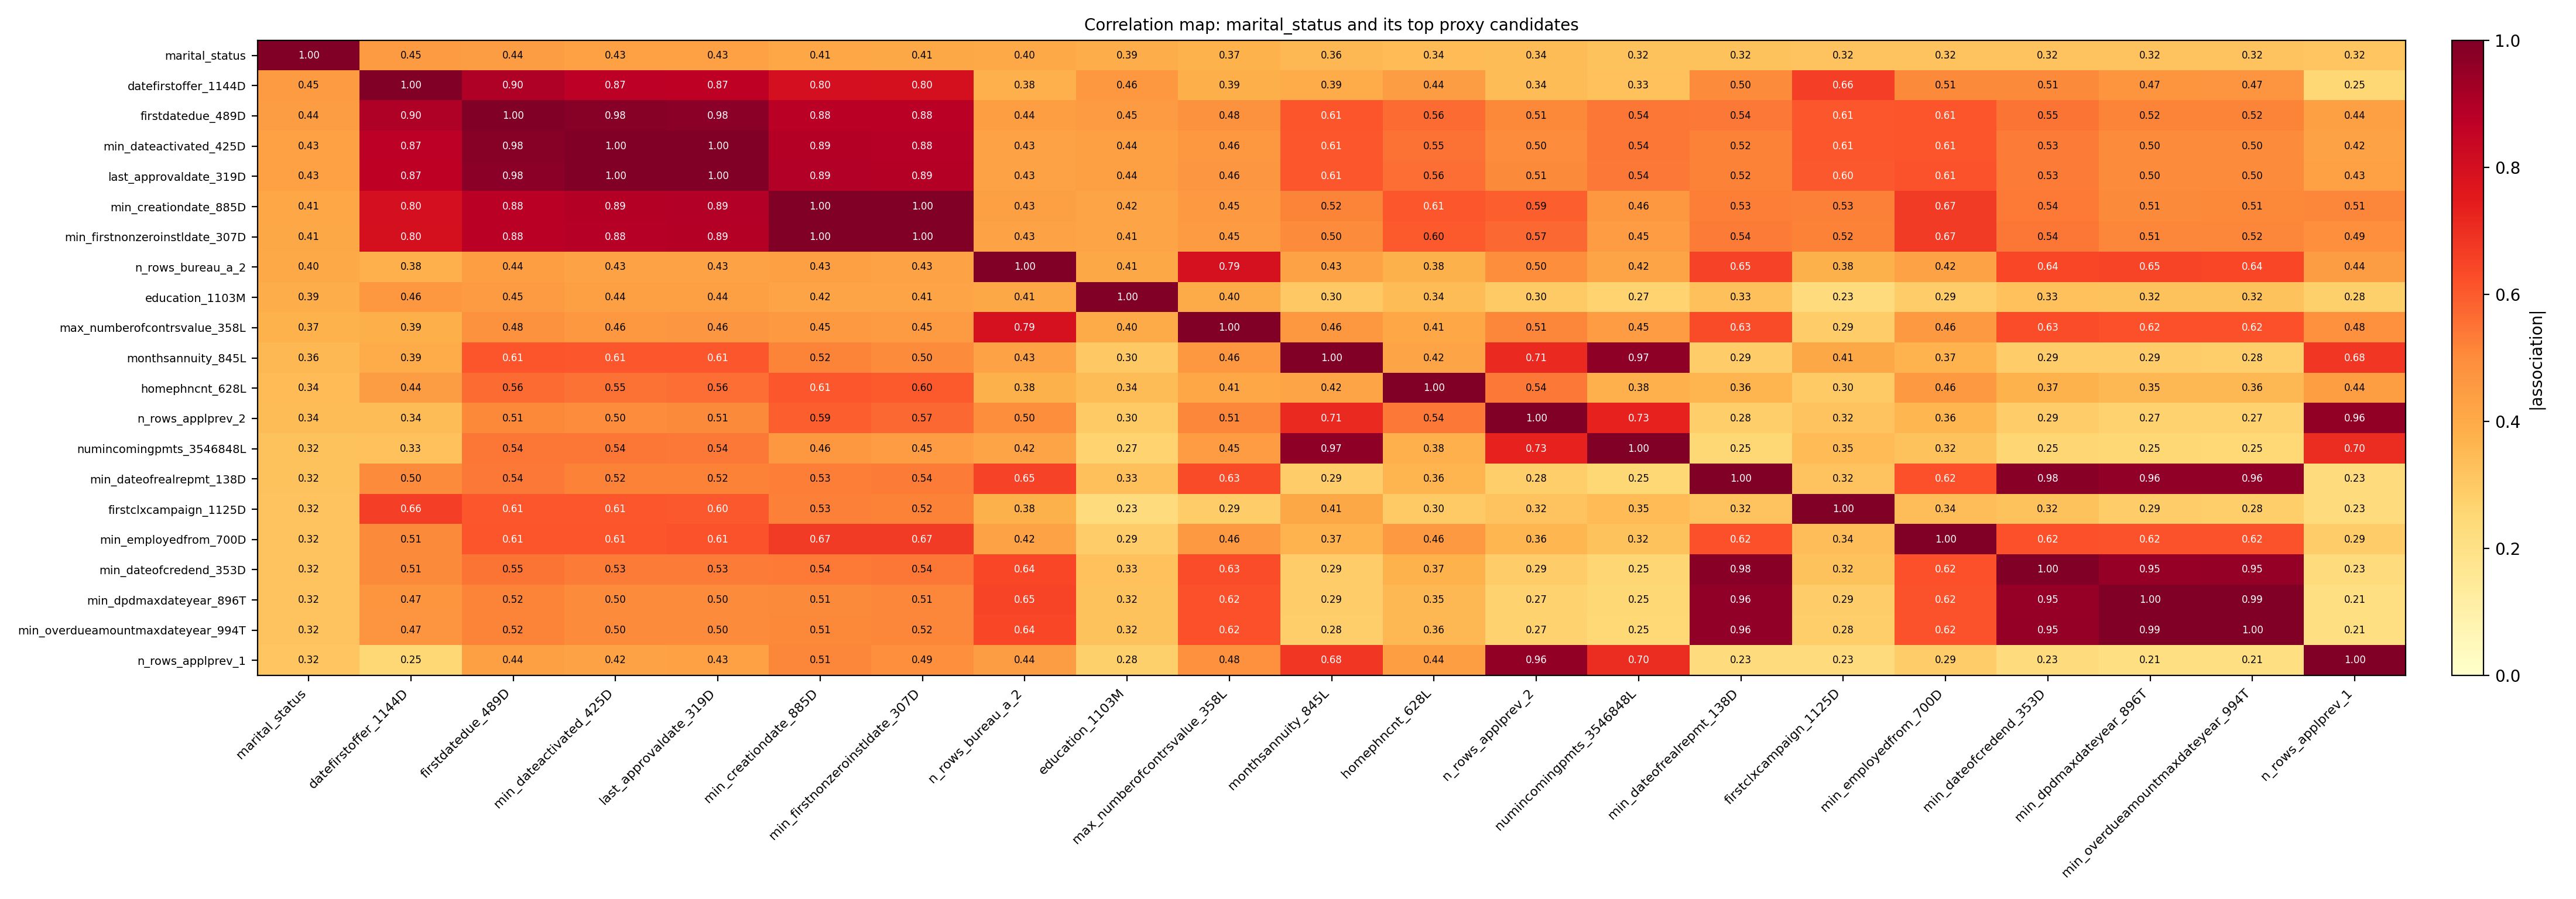 Correlation map: marital_status and its top proxy candidates
marital_status 1.00 0.45 0.44 0.43 0.43 0.41 0.41 0.40 0.39 0.37 0.36 0.34 0.34 0.32 0.32 0.32 0.32 0.32 0.32 0.32 0.32
datefirstoffer_1144D 0.45 1.00 0.90 0.87 0.87 0.80 0.80 0.38 0.46 0.39 0.39 0.44 0.34 0.33 0.50 0.66 0.51 0.51 0.47 0.47 0.25
firstdatedue_489D 0.44 0.90 1.00 0.98 0.98 0.88 0.88 0.44 0.45 0.48 0.61 0.56 0.51 0.54 0.54 0.61 0.61 0.55 0.52 0.52 0.44
min_dateactivated_425D 0.43 0.87 0.98 1.00 1.00 0.89 0.88 0.43 0.44 0.46 0.61 0.55 0.50 0.54 0.52 0.61 0.61 0.53 0.50 0.50 0.42
last_approvaldate_319D 0.43 0.87 0.98 1.00 1.00 0.89 0.89 0.43 0.44 0.46 0.61 0.56 0.51 0.54 0.52 0.60 0.61 0.53 0.50 0.50 0.43
min_creationdate_885D 0.41 0.80 0.88 0.89 0.89 1.00 1.00 0.43 0.42 0.45 0.52 0.61 0.59 0.46 0.53 0.53 0.67 0.54 0.51 0.51 0.51
min_firstnonzeroinstldate_307D 0.41 0.80 0.88 0.88 0.89 1.00 1.00 0.43 0.41 0.45 0.50 0.60 0.57 0.45 0.54 0.52 0.67 0.54 0.51 0.52 0.49
n_rows_bureau_a_2 0.40 0.38 0.44 0.43 0.43 0.43 0.43 1.00 0.41 0.79 0.43 0.38 0.50 0.42 0.65 0.38 0.42 0.64 0.65 0.64 0.44
education_1103M 0.39 0.46 0.45 0.44 0.44 0.42 0.41 0.41 1.00 0.40 0.30 0.34 0.30 0.27 0.33 0.23 0.29 0.33 0.32 0.32 0.28
max_numberofcontrsvalue_358L 0.37 0.39 0.48 0.46 0.46 0.45 0.45 0.79 0.40 1.00 0.46 0.41 0.51 0.45 0.63 0.29 0.46 0.63 0.62 0.62 0.48
monthsannuity_845L 0.36 0.39 0.61 0.61 0.61 0.52 0.50 0.43 0.30 0.46 1.00 0.42 0.71 0.97 0.29 0.41 0.37 0.29 0.29 0.28 0.68
homephncnt_628L 0.34 0.44 0.56 0.55 0.56 0.61 0.60 0.38 0.34 0.41 0.42 1.00 0.54 0.38 0.36 0.30 0.46 0.37 0.35 0.36 0.44
n_rows_applprev_2 0.34 0.34 0.51 0.50 0.51 0.59 0.57 0.50 0.30 0.51 0.71 0.54 1.00 0.73 0.28 0.32 0.36 0.29 0.27 0.27 0.96
numincomingpmts_3546848L 0.32 0.33 0.54 0.54 0.54 0.46 0.45 0.42 0.27 0.45 0.97 0.38 0.73 1.00 0.25 0.35 0.32 0.25 0.25 0.25 0.70
min_dateofrealrepmt_138D 0.32 0.50 0.54 0.52 0.52 0.53 0.54 0.65 0.33 0.63 0.29 0.36 0.28 0.25 1.00 0.32 0.62 0.98 0.96 0.96 0.23
firstclxcampaign_1125D 0.32 0.66 0.61 0.61 0.60 0.53 0.52 0.38 0.23 0.29 0.41 0.30 0.32 0.35 0.32 1.00 0.34 0.32 0.29 0.28 0.23
min_employedfrom_700D 0.32 0.51 0.61 0.61 0.61 0.67 0.67 0.42 0.29 0.46 0.37 0.46 0.36 0.32 0.62 0.34 1.00 0.62 0.62 0.62 0.29
min_dateofcredend_353D 0.32 0.51 0.55 0.53 0.53 0.54 0.54 0.64 0.33 0.63 0.29 0.37 0.29 0.25 0.98 0.32 0.62 1.00 0.95 0.95 0.23
min_dpdmaxdateyear_896T 0.32 0.47 0.52 0.50 0.50 0.51 0.51 0.65 0.32 0.62 0.29 0.35 0.27 0.25 0.96 0.29 0.62 0.95 1.00 0.99 0.21
min_overdueamountmaxdateyear_994T 0.32 0.47 0.52 0.50 0.50 0.51 0.52 0.64 0.32 0.62 0.28 0.36 0.27 0.25 0.96 0.28 0.62 0.95 0.99 1.00 0.21
n_rows_applprev_1 0.32 0.25 0.44 0.42 0.43 0.51 0.49 0.44 0.28 0.48 0.68 0.44 0.96 0.70 0.23 0.23 0.29 0.23 0.21 0.21 1.00
marital_status
datefirstoffer_1144D
firstdatedue_489D
min_dateactivated_425D
last_approvaldate_319D
min_creationdate_885D
min_firstnonzeroinstldate_307D
n_rows_bureau_a_2
education_1103M
max_numberofcontrsvalue_358L
monthsannuity_845L
homephncnt_628L
n_rows_applprev_2
numincomingpmts_3546848L
min_dateofrealrepmt_138D
firstclxcampaign_1125D
min_employedfrom_700D
min_dateofcredend_353D
min_dpdmaxdateyear_896T
min_overdueamountmaxdateyear_994T
n_rows_applprev_1
1.0
0.8
0.6
0.4
0.2
0.0
|association|